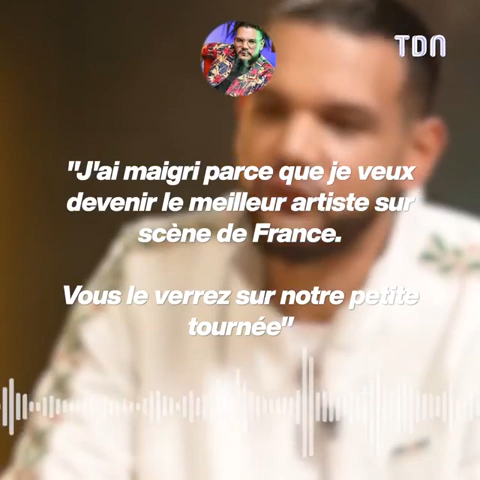 TDN
"J'ai maigri parce que je veux
devenir le meilleur artiste sur
scène de France.
Vous le verrez sur notre petite
tournée"